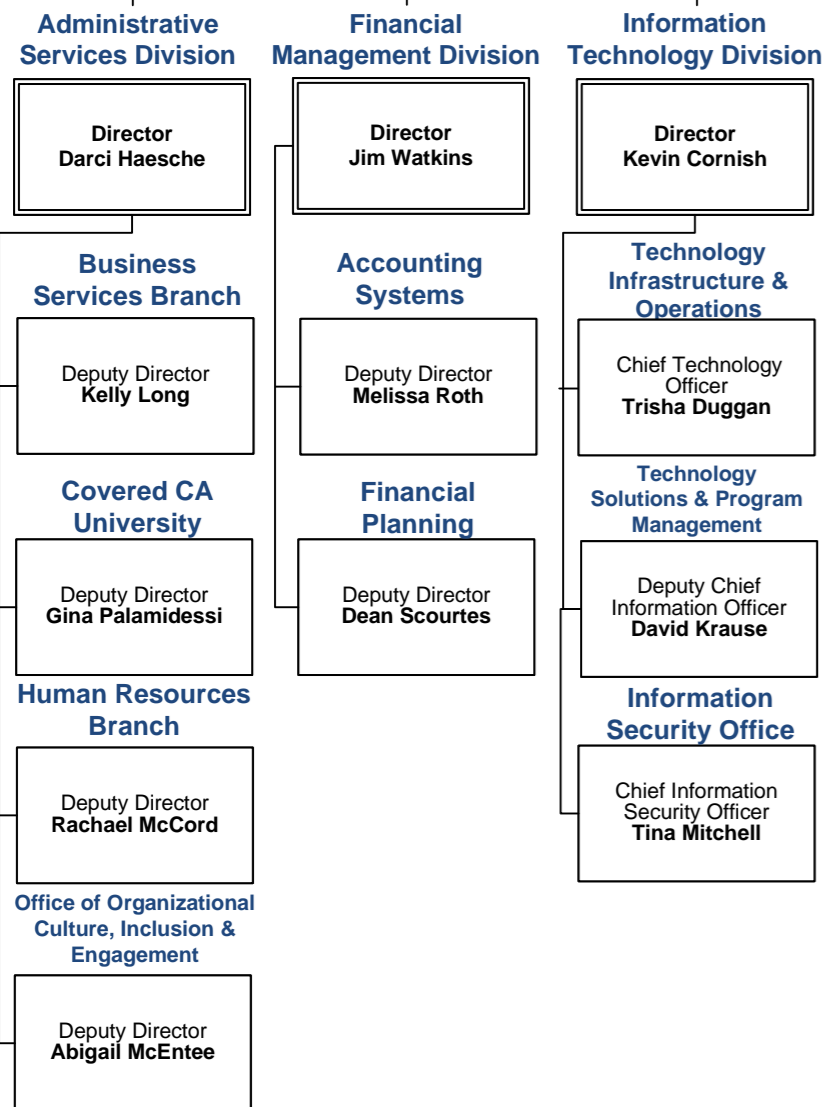 Administrative
Services Division
Director
Darci Haesche
Business
Services Branch
Deputy Director
Kelly Long
Covered CA
University
Deputy Director
Gina Palamidessi
Human Resources
Branch
Deputy Director
Rachael McCord
Office of Organizational
Culture, Inclusion &
Engagement
Deputy Director
Abigail McEntee
Financial
Management Division
Director
Jim Watkins
Accounting
Systems
Deputy Director
Melissa Roth
Financial
Planning
Deputy Director
Dean Scourtes
Information
Technology Division
Director
Kevin Cornish
Technology
Infrastructure &
Operations
Chief Technology
Officer
Trisha Duggan
Technology
Solutions & Program
Management
Deputy Chief
Information Officer
David Krause
Information
Security Office
Chief Information
Security Officer
Tina Mitchell